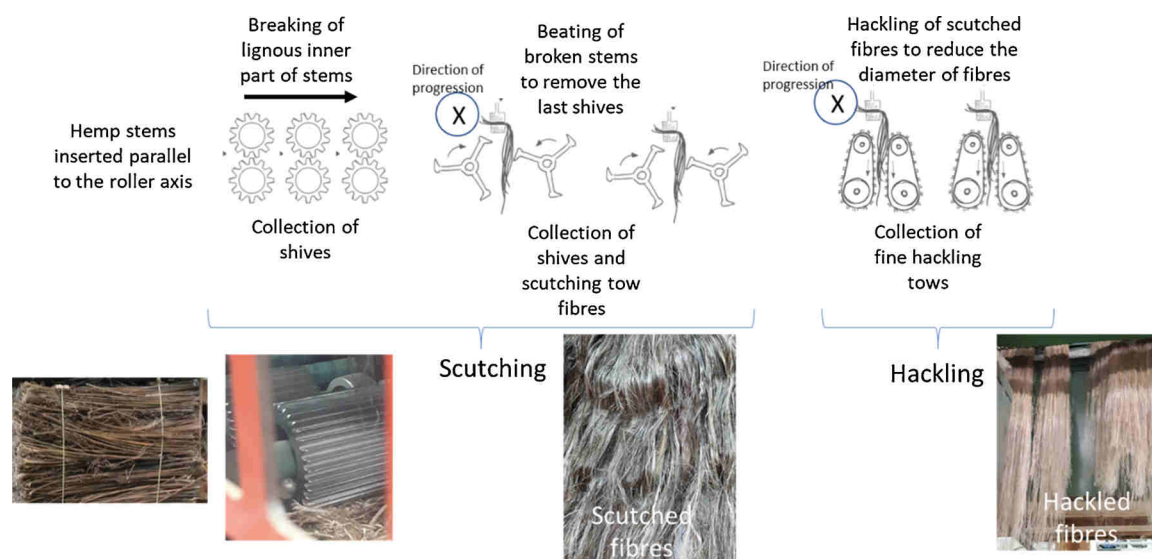 Breaking of
lignous inner
part of stems
Hemp stems
inserted parallel
to the roller axis
Collection of
shives
Direction of
progression
X
Beating of
broken stems
to remove the
last shives
Collection of
shives and
scutching tow
fibres
Direction of
progression
X
Hackling of scutched
fibres to reduce the
diameter of fibres
Collection of
fine hackling
tows
Scutching
Hackling
Scutched
fibres
Hackled
fibres